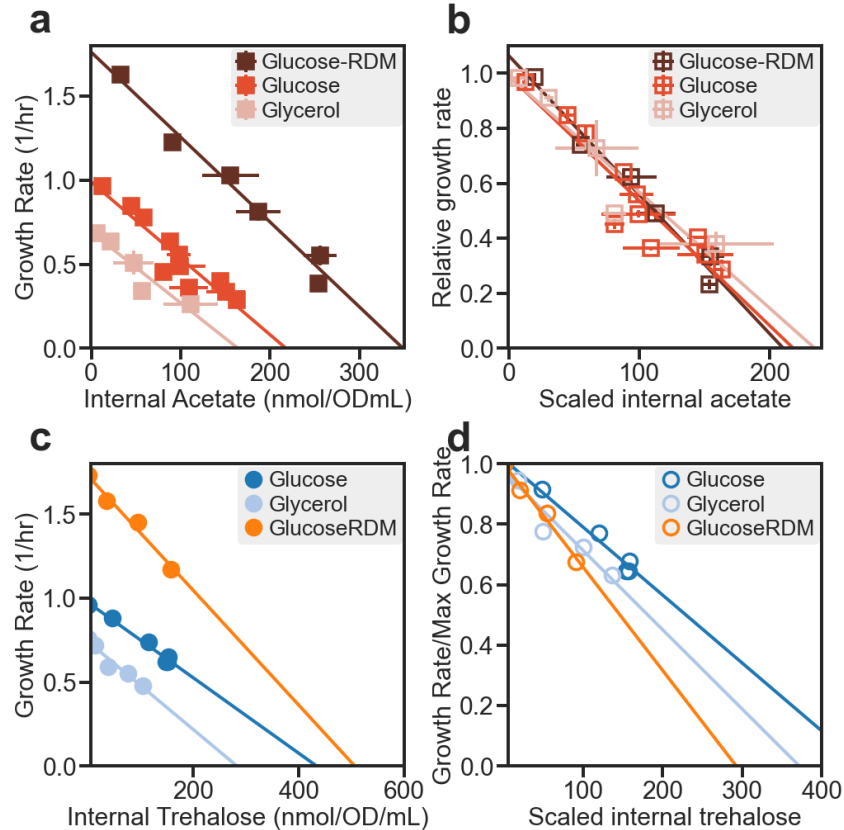 a
Growth Rate (1/hr)
1.5
1.0
0.5
0.0
Glucose-RDM
Glucose
Glycerol
0 100 200 300
Internal Acetate (nmol/ODmL)
b
Relative growth rate
1.0
0.8
0.6
0.4
0.2
0.0
Glucose-RDM
Glucose
Glycerol
0 100 200
Scaled internal acetate
c
Growth Rate (1/hr)
1.5
1.0
0.5
0.0
Glucose
Glycerol
GlucoseRDM
200 400 600
Internal Trehalose (nmol/OD/mL)
d
Growth Rate/Max Growth Rate
1.0
0.8
0.6
0.4
0.2
0.0
Glucose
Glycerol
GlucoseRDM
100 200 300 400
Scaled internal trehalose